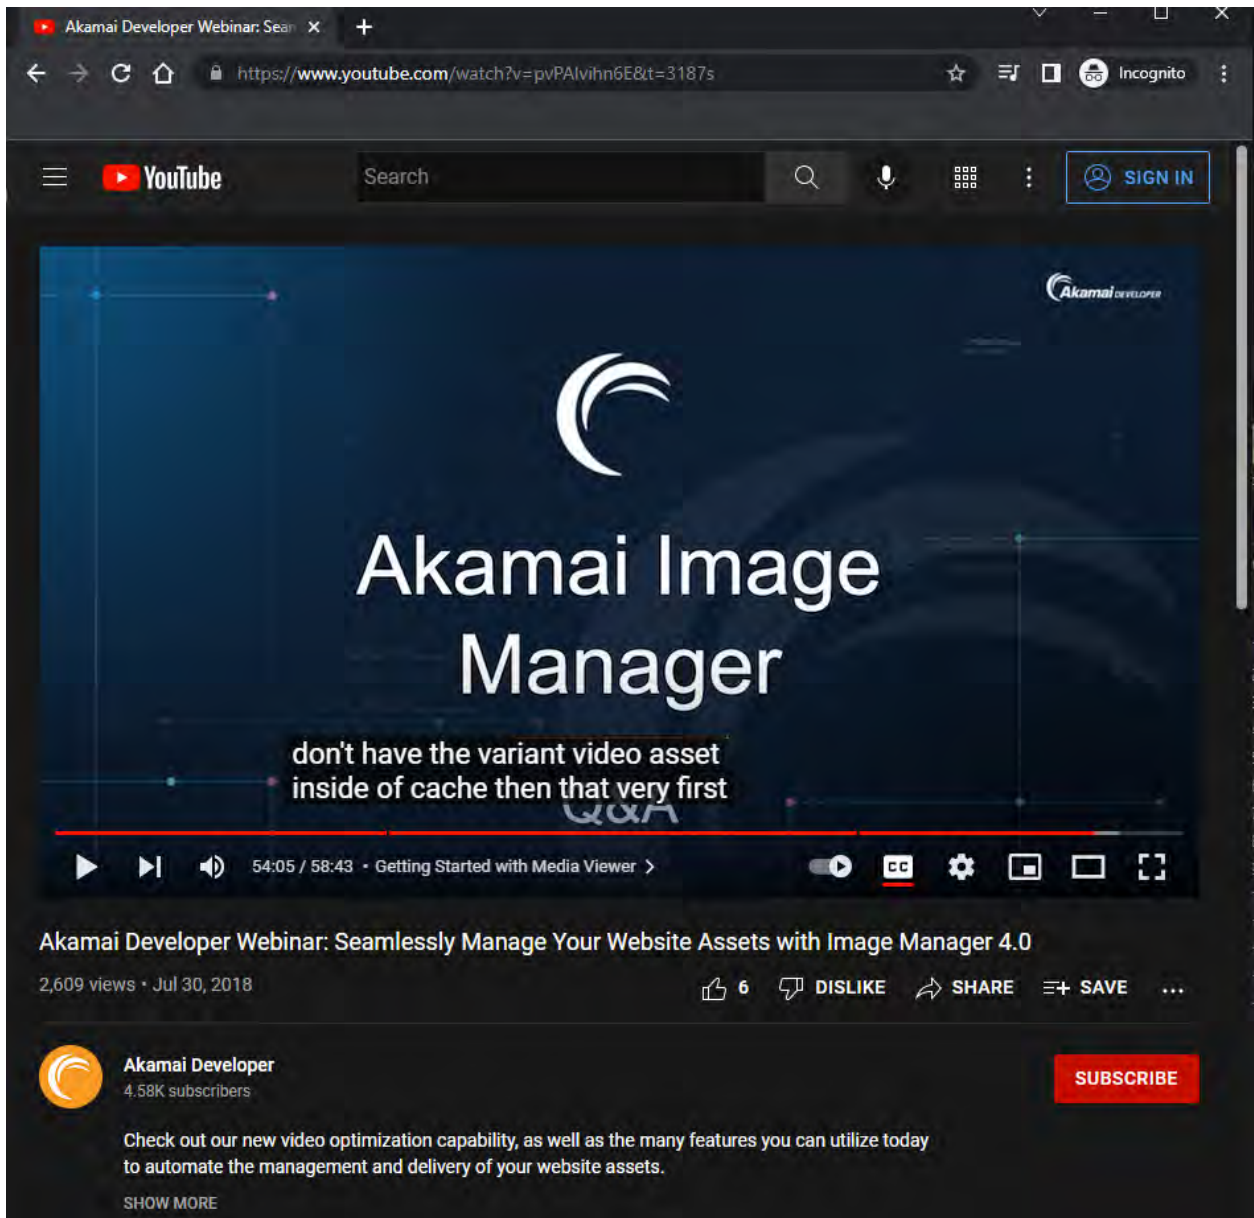 Akamai Developer Webinar: Sear
https://www.youtube.com/watch?v=pvPAlvihn6E&t=3187s
Incognito
YouTube
Search
SIGN IN
Akamai DEVELOPER
Akamai Image
Manager
don't have the variant video asset
inside of cache then that very first
Q&A
54:05 / 58:43 • Getting Started with Media Viewer
CC
Akamai Developer Webinar: Seamlessly Manage Your Website Assets with Image Manager 4.0
2,609 views • Jul 30, 2018
6 DISLIKE SHARE SAVE ...
Akamai Developer
4.58K subscribers
SUBSCRIBE
Check out our new video optimization capability, as well as the many features you can utilize today
to automate the management and delivery of your website assets.
SHOW MORE